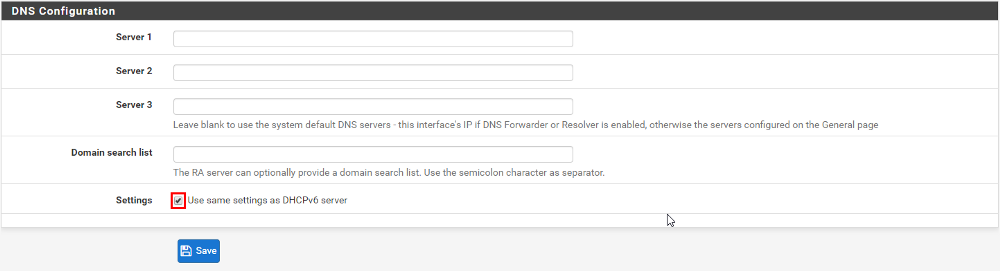 DNS Configuration
Server 1
Server 2
Server 3
Leave blank to use the system default DNS servers - this interface's IP if DNS Forwarder or Resolver is enabled, otherwise the servers configured on the General page
Domain search list
The RA server can optionally provide a domain search list. Use the semicolon character as separator.
Settings Use same settings as DHCPv6 server
Save